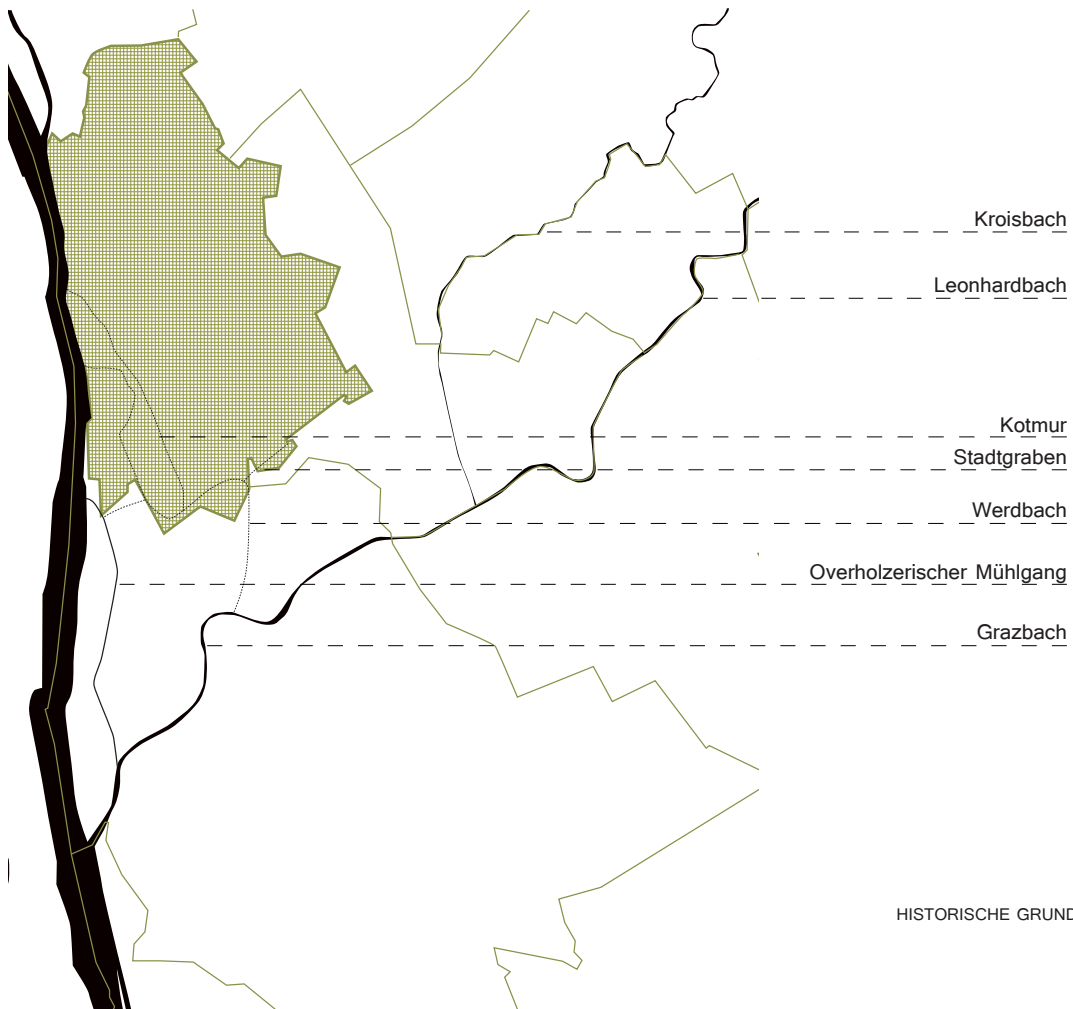 Kroisbach
Leonhardbach
Kotmur
Stadtgraben
Werdbach
Overholzerischer Mühlgang
Grazbach
HISTORISCHE GRUND